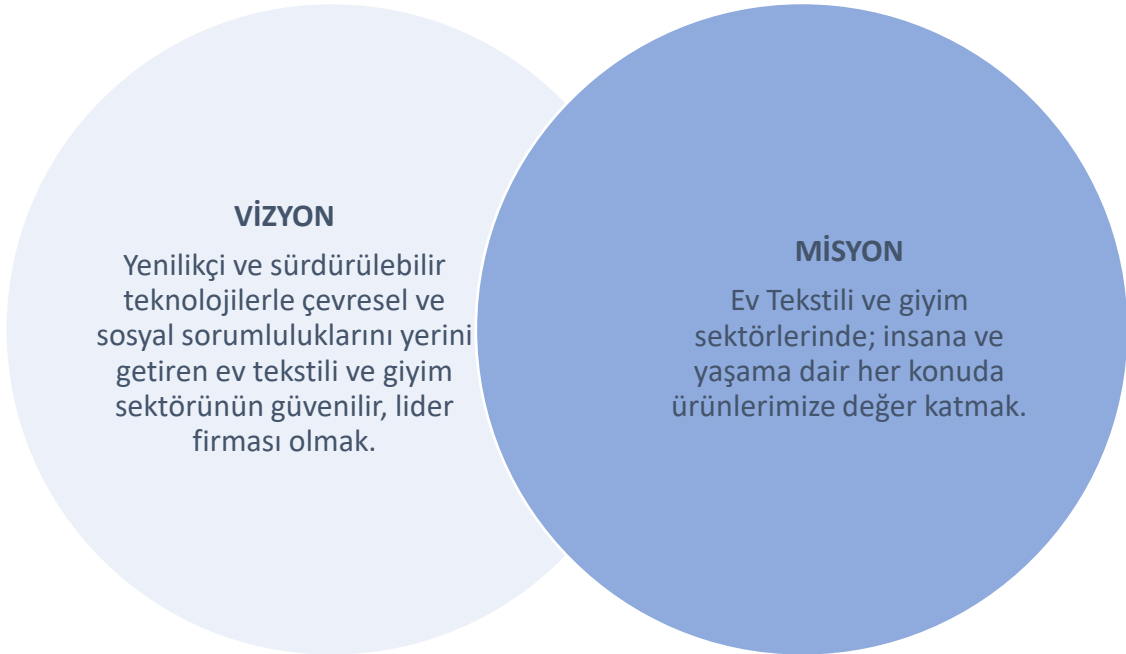 VİZYON
Yenilikçi ve sürdürülebilir
teknolojilerle çevresel ve
sosyal sorumluluklarını yerini
getiren ev tekstili ve giyim
sektörünün güvenilir, lider
firması olmak.
MİSYON
Ev Tekstili ve giyim
sektörlerinde; insana ve
yaşama dair her konuda
ürünlerimize değer katmak.